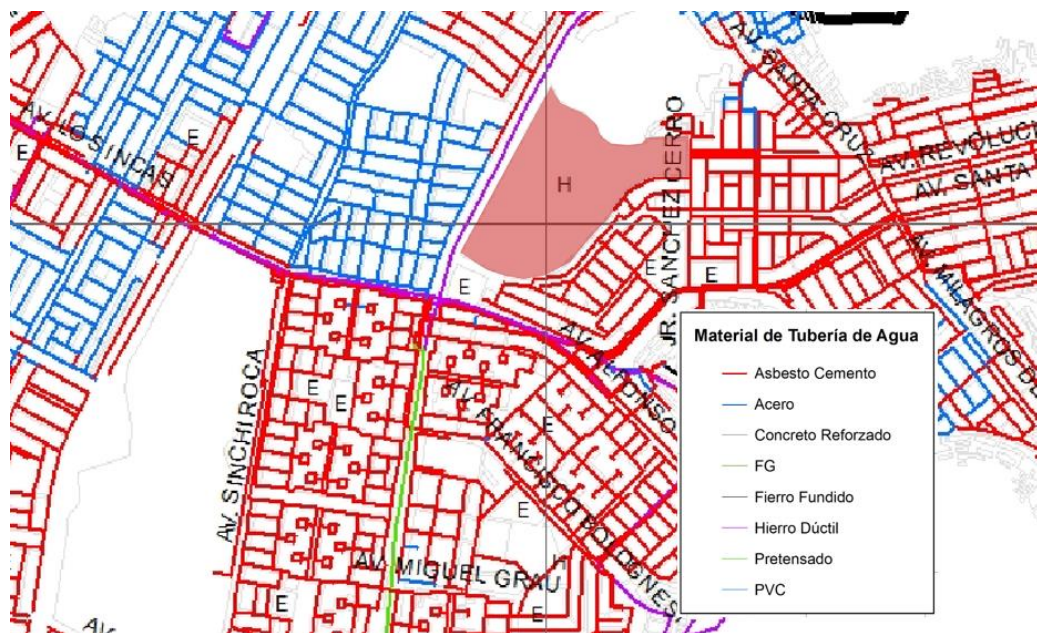 AV. SANTA CRUZ
AV. LOS INCAS
E
E
AV. REVOLUCI
AV. SANTA
H
JR. SANCHEZ CERRO
E
E
E
AV. MILAGROS DE
AV. ALFONSO
Material de Tubería de Agua
Asbesto Cemento
Acero
Concreto Reforzado
FG
Fierro Fundido
Hierro Dúctil
Pretensado
PVC
AV. SINCHI ROCA
E
E
AV. FRANCISCO BOLOGNESI
E
E
AV. MIGUEL GRAU
H
E
E
AV.